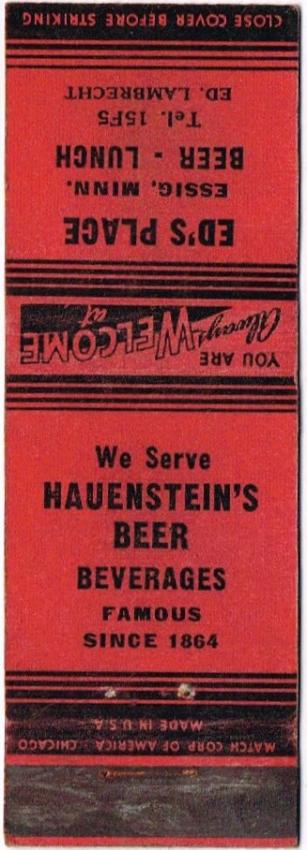 CLOSE COVER BEFORE STRIKING
ED'S PLACE
ESSIG, MINN.
BEER - LUNCH
Tel. 15F5
ED. LAMBRECHT
YOU ARE Always WELCOME at
We Serve
HAUENSTEIN'S
BEER
BEVERAGES
FAMOUS
SINCE 1864
MATCH CORP OF AMERICA - CHICAGO
MADE IN U.S.A.